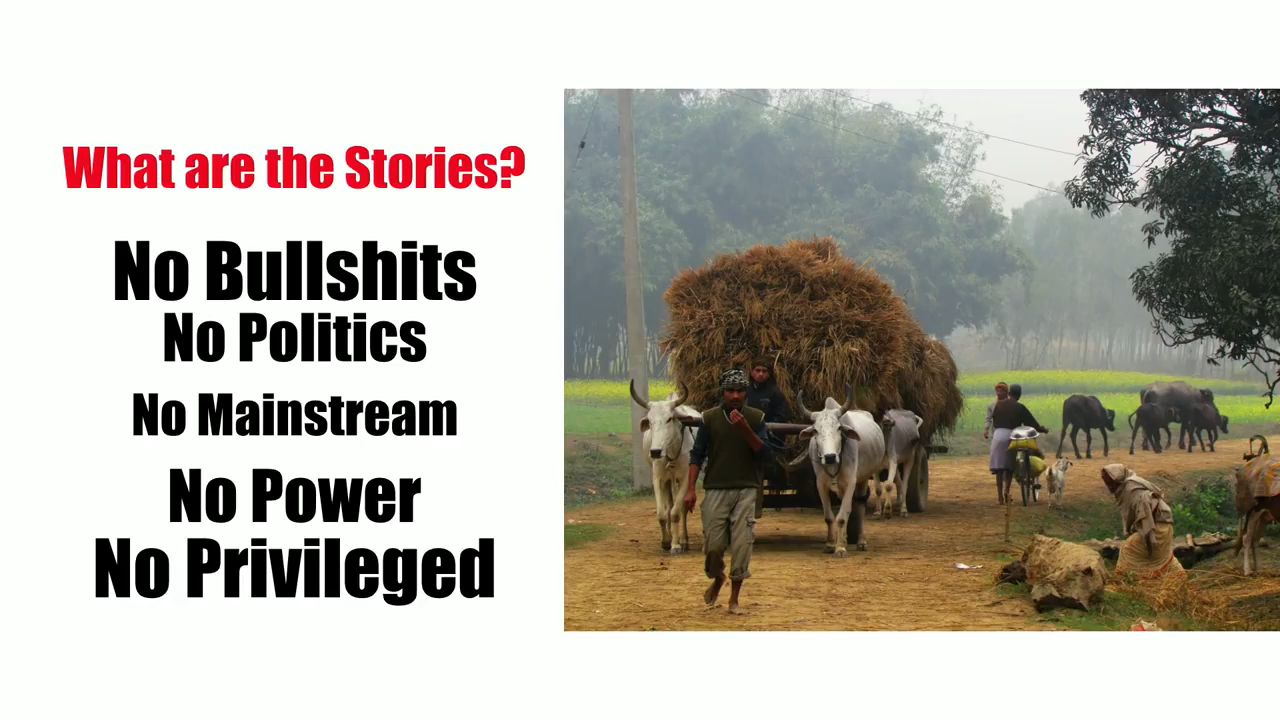 What are the Stories?
No Bullshits
No Politics
No Mainstream
No Power
No Privileged